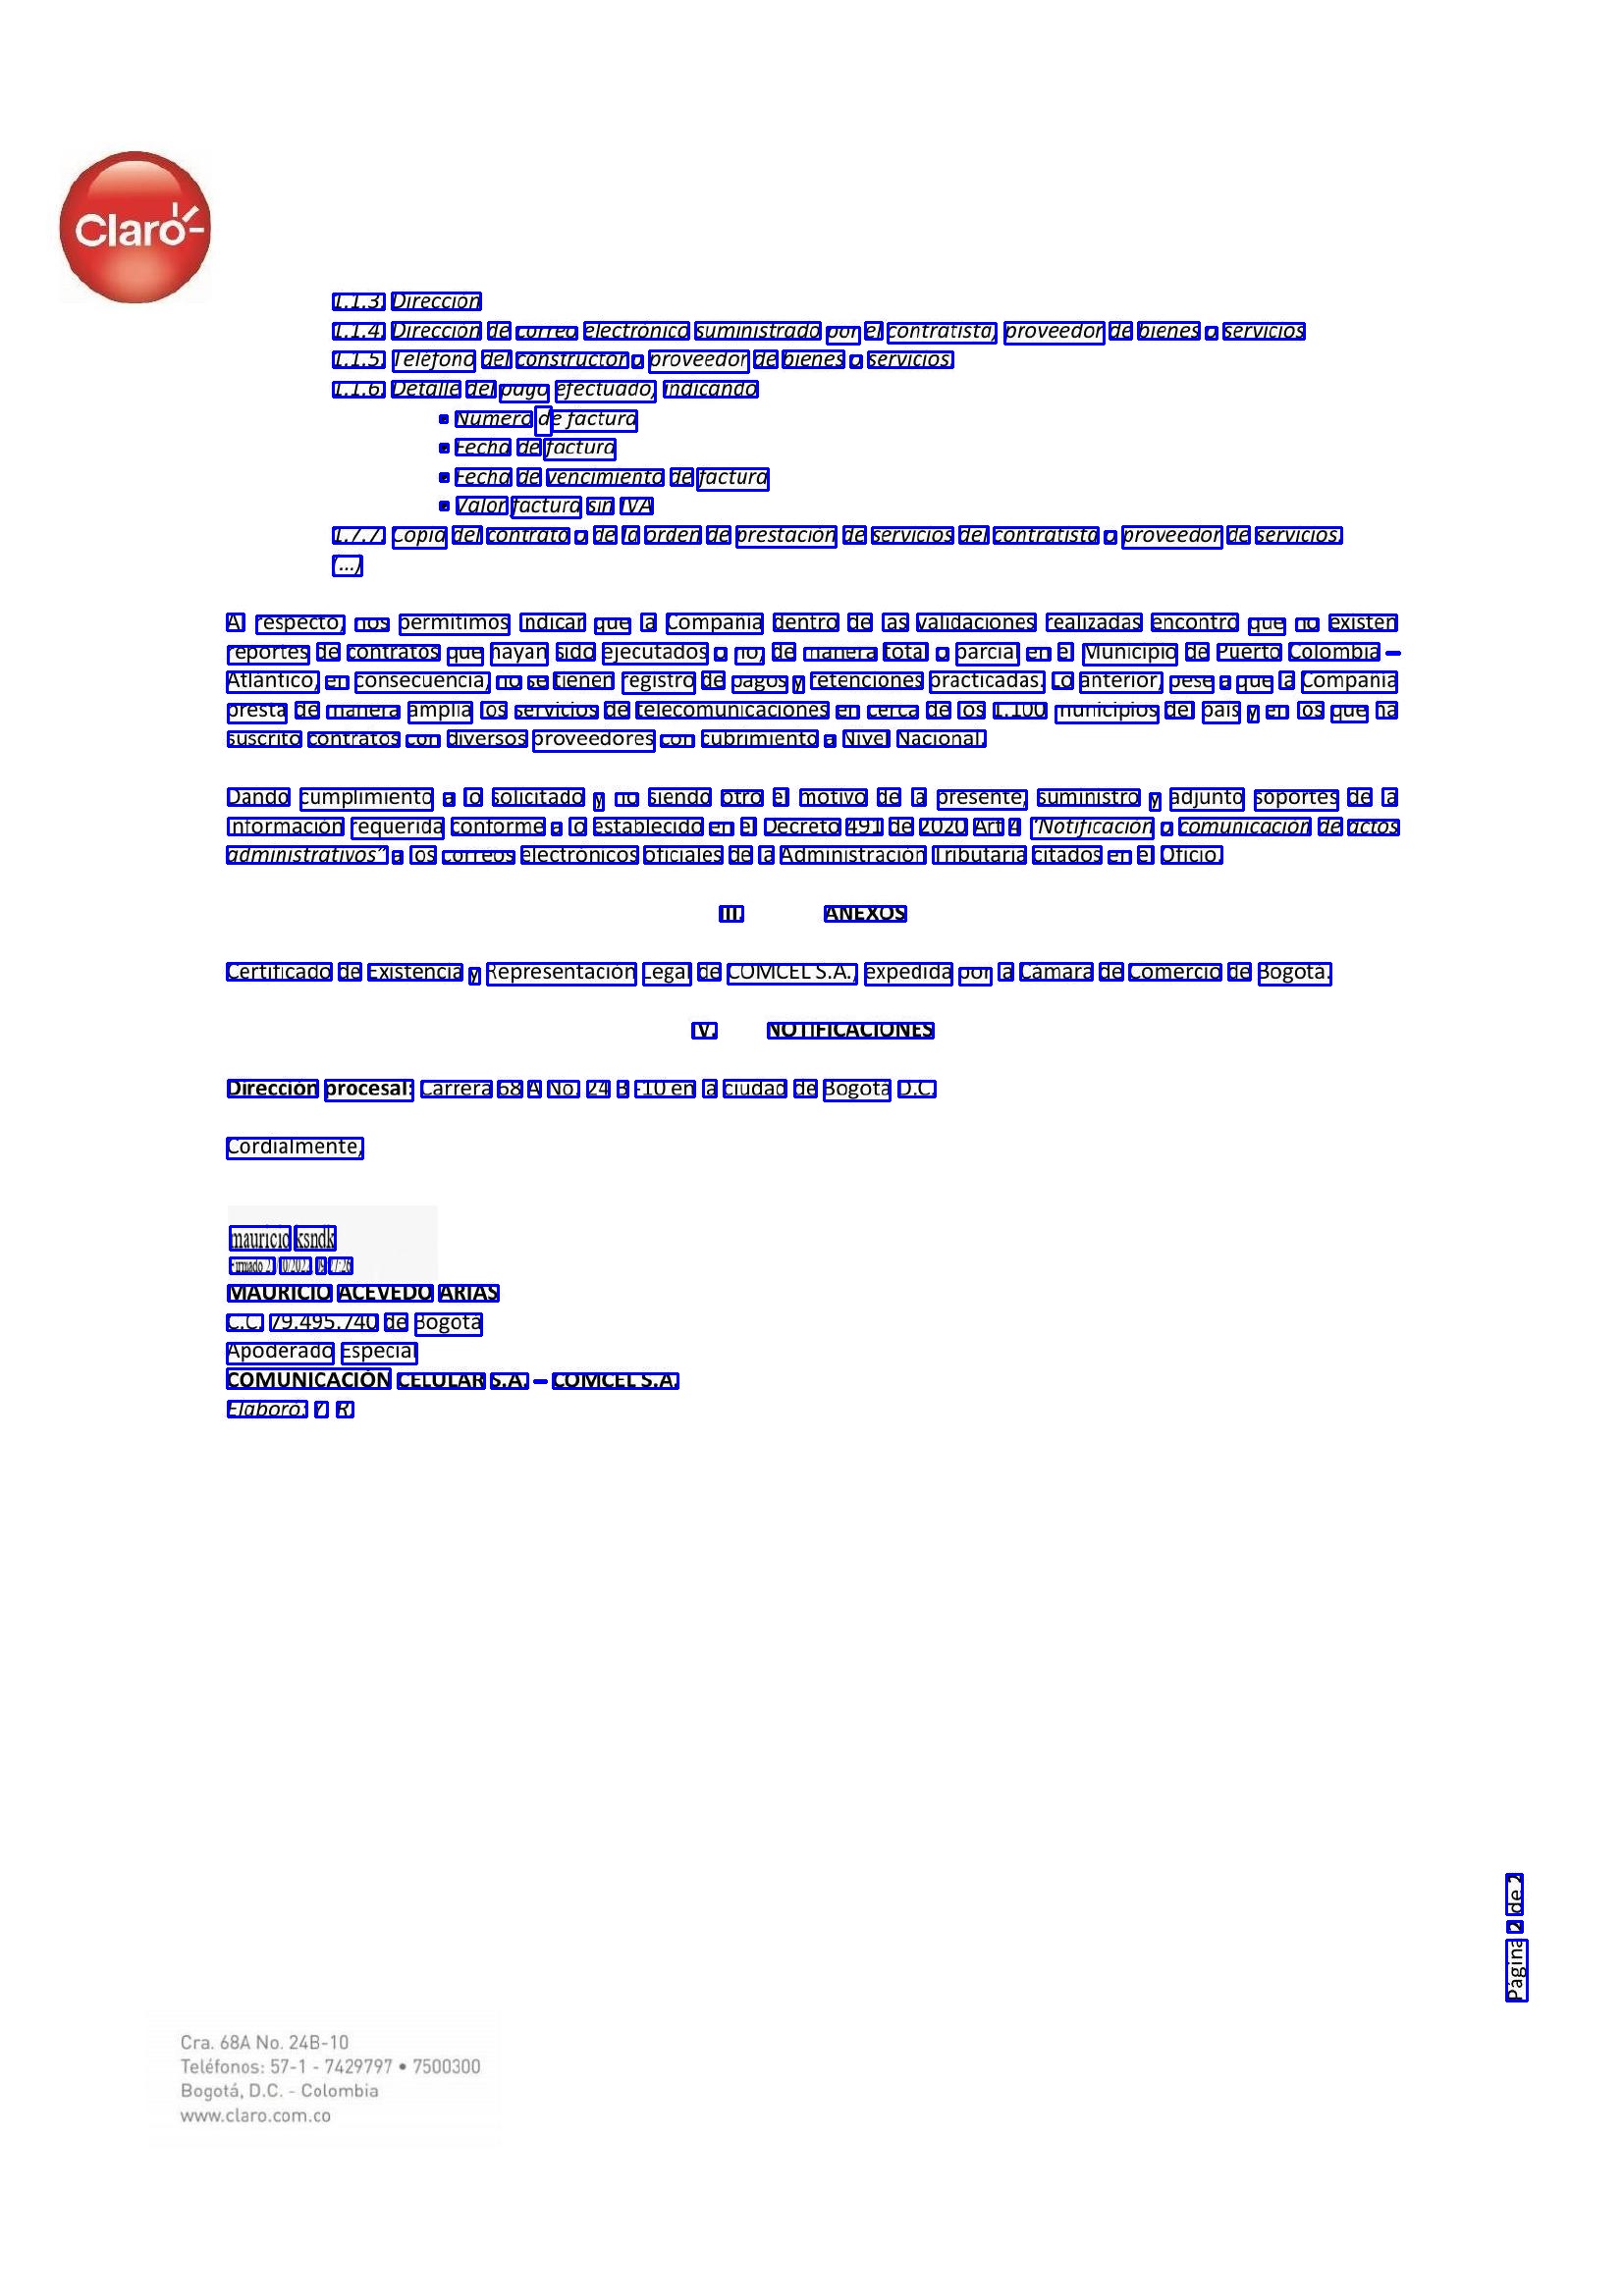 Claro
1.1.3. Dirección
1.1.4. Dirección de correo electrónico suministrado por el contratista, proveedor de bienes o servicios
1.1.5. Teléfono del constructor o proveedor de bienes o servicios.
1.1.6. Detalle del pago efectuado, indicando
• Numero de factura
• Fecha de factura
• Fecha de vencimiento de factura
• Valor factura sin IVA
1.7.7. Copia del contrato o de la orden de prestación de servicios del contratista o proveedor de servicios.
(…)
Al respecto, nos permitimos indicar que la Compañía dentro de las validaciones realizadas encontró que no existen
reportes de contratos que hayan sido ejecutados o no, de manera total o parcial en el Municipio de Puerto Colombia –
Atlántico, en consecuencia, no se tienen registro de pagos y retenciones practicadas. Lo anterior, pese a que la Compañía
presta de manera amplia los servicios de telecomunicaciones en cerca de los 1.100 municipios del país y en los que ha
suscrito contratos con diversos proveedores con cubrimiento a Nivel Nacional.
Dando cumplimiento a lo solicitado y no siendo otro el motivo de la presente, suministro y adjunto soportes de la
información requerida conforme a lo establecido en el Decreto 491 de 2020 Art 4 “Notificación o comunicación de actos
administrativos” a los correos electrónicos oficiales de la Administración Tributaria citados en el Oficio.
III. ANEXOS
Certificado de Existencia y Representación Legal de COMCEL S.A., expedida por la Cámara de Comercio de Bogotá.
IV. NOTIFICACIONES
Dirección procesal: Carrera 68 A No. 24 B -10 en la ciudad de Bogotá D.C.
Cordialmente,
mauricio ksndk
MAURICIO ACEVEDO ARIAS
C.C. 79.495.740 de Bogotá
Apoderado Especial
COMUNICACIÓN CELULAR S.A. – COMCEL S.A.
Elaboró: Y. R.
Página 2 de 2
Cra. 68A No. 24B-10
Teléfonos: 57-1 - 7429797 • 7500300
Bogotá, D.C. - Colombia
www.claro.com.co